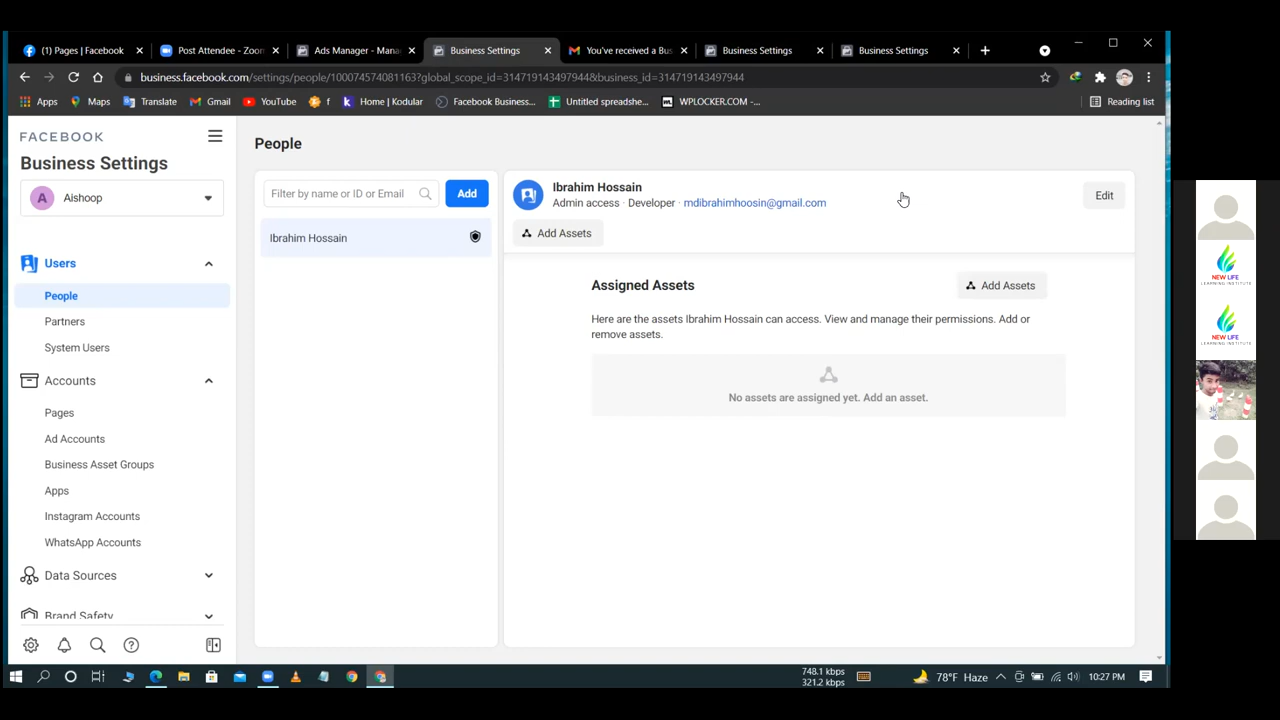 (1) Pages | Facebook
Post Attendee - Zoom
Ads Manager - Mana
Business Settings
You've received a Bus
Business Settings
Business Settings
business.facebook.com/settings/people/100074574081163?global_scope_id=314719143497944&business_id=314719143497944
Apps
Maps
Translate
Gmail
YouTube
f
Home | Kodular
Facebook Business...
Untitled spreadshe...
WPLOCKER.COM -...
Reading list
FACEBOOK
Business Settings
A Aishoop
Users
People
Partners
System Users
Accounts
Pages
Ad Accounts
Business Asset Groups
Apps
Instagram Accounts
WhatsApp Accounts
Data Sources
Brand Safety
People
Filter by name or ID or Email
Add
Ibrahim Hossain
Ibrahim Hossain
Admin access · Developer · mdibrahimhoosin@gmail.com
Edit
Add Assets
Assigned Assets
Add Assets
Here are the assets Ibrahim Hossain can access. View and manage their permissions. Add or
remove assets.
No assets are assigned yet. Add an asset.
NEW LIFE
LEARNING INSTITUTE
NEW LIFE
LEARNING INSTITUTE
748.1 kbps
321.2 kbps
78°F Haze
10:27 PM